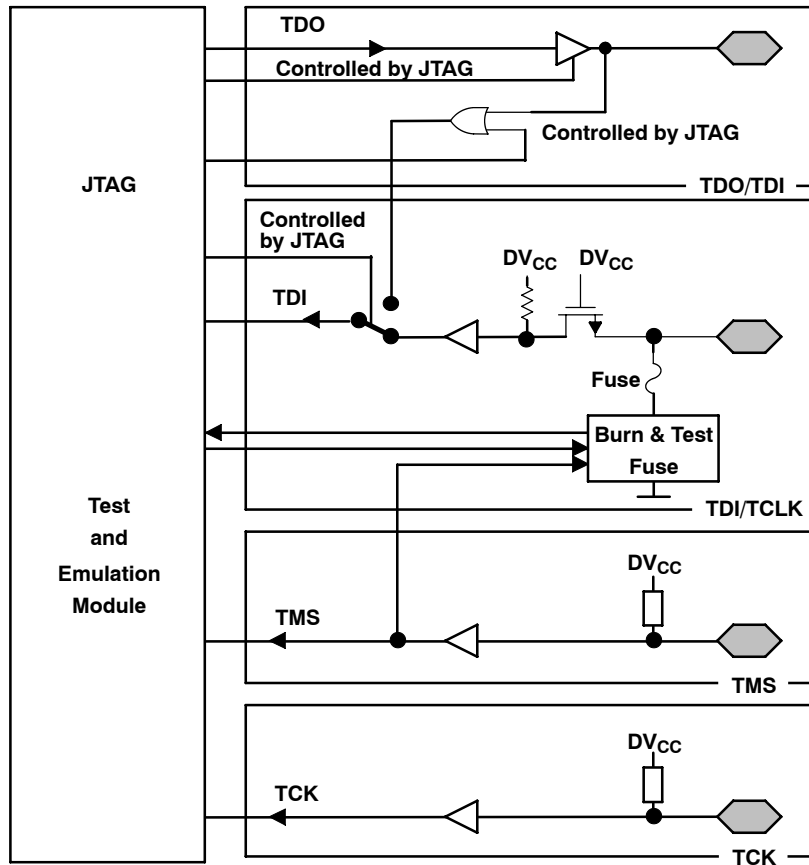 TDO
Controlled by JTAG
Controlled by JTAG
JTAG
TDO/TDI
Controlled
by JTAG
DVCC
DVCC
TDI
Fuse
Burn & Test
Fuse
TDI/TCLK
Test
and
Emulation
Module
DVCC
TMS
TMS
DVCC
TCK
TCK